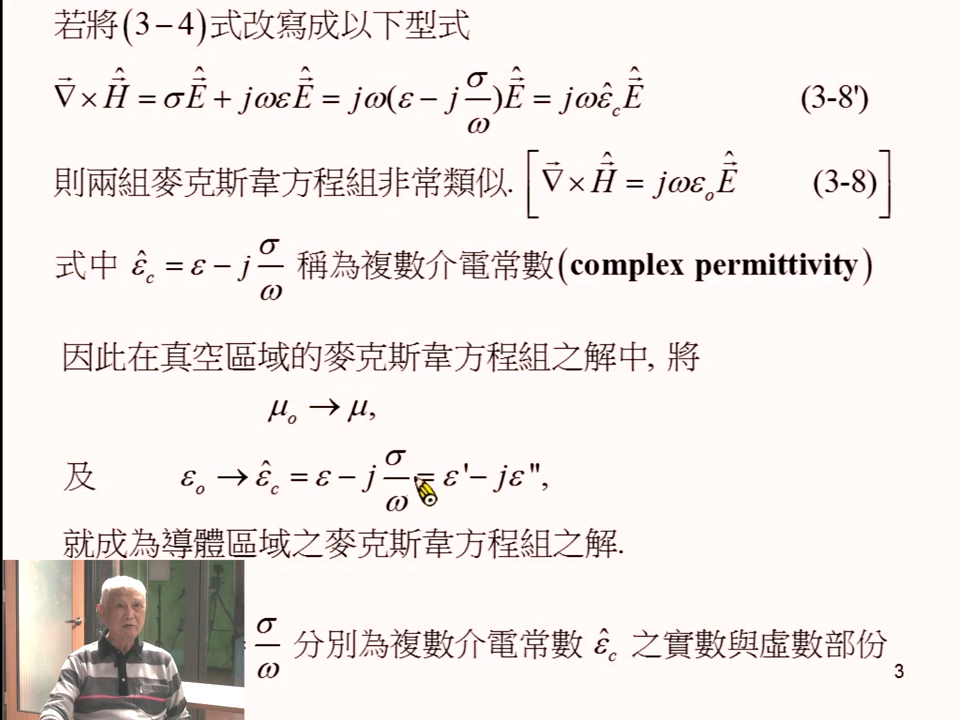 若將(3−4)式改寫成以下型式
∇⃗ × Ĥ⃗ = σÊ⃗ + jωεÊ⃗ = jω(ε − j σ/ω)Ê⃗ = jωε̂_c Ê⃗ (3-8')
則兩組麥克斯韋方程組非常類似. [∇⃗ × Ĥ⃗ = jωε_o Ê⃗ (3-8)]
式中 ε̂_c = ε − j σ/ω 稱為複數介電常數(complex permittivity)
因此在真空區域的麥克斯韋方程組之解中, 將
μ_o → μ,
及 ε_o → ε̂_c = ε − j σ/ω = ε' − jε'',
就成為導體區域之麥克斯韋方程組之解.
σ/ω 分別為複數介電常數 ε̂_c 之實數與虛數部份
3